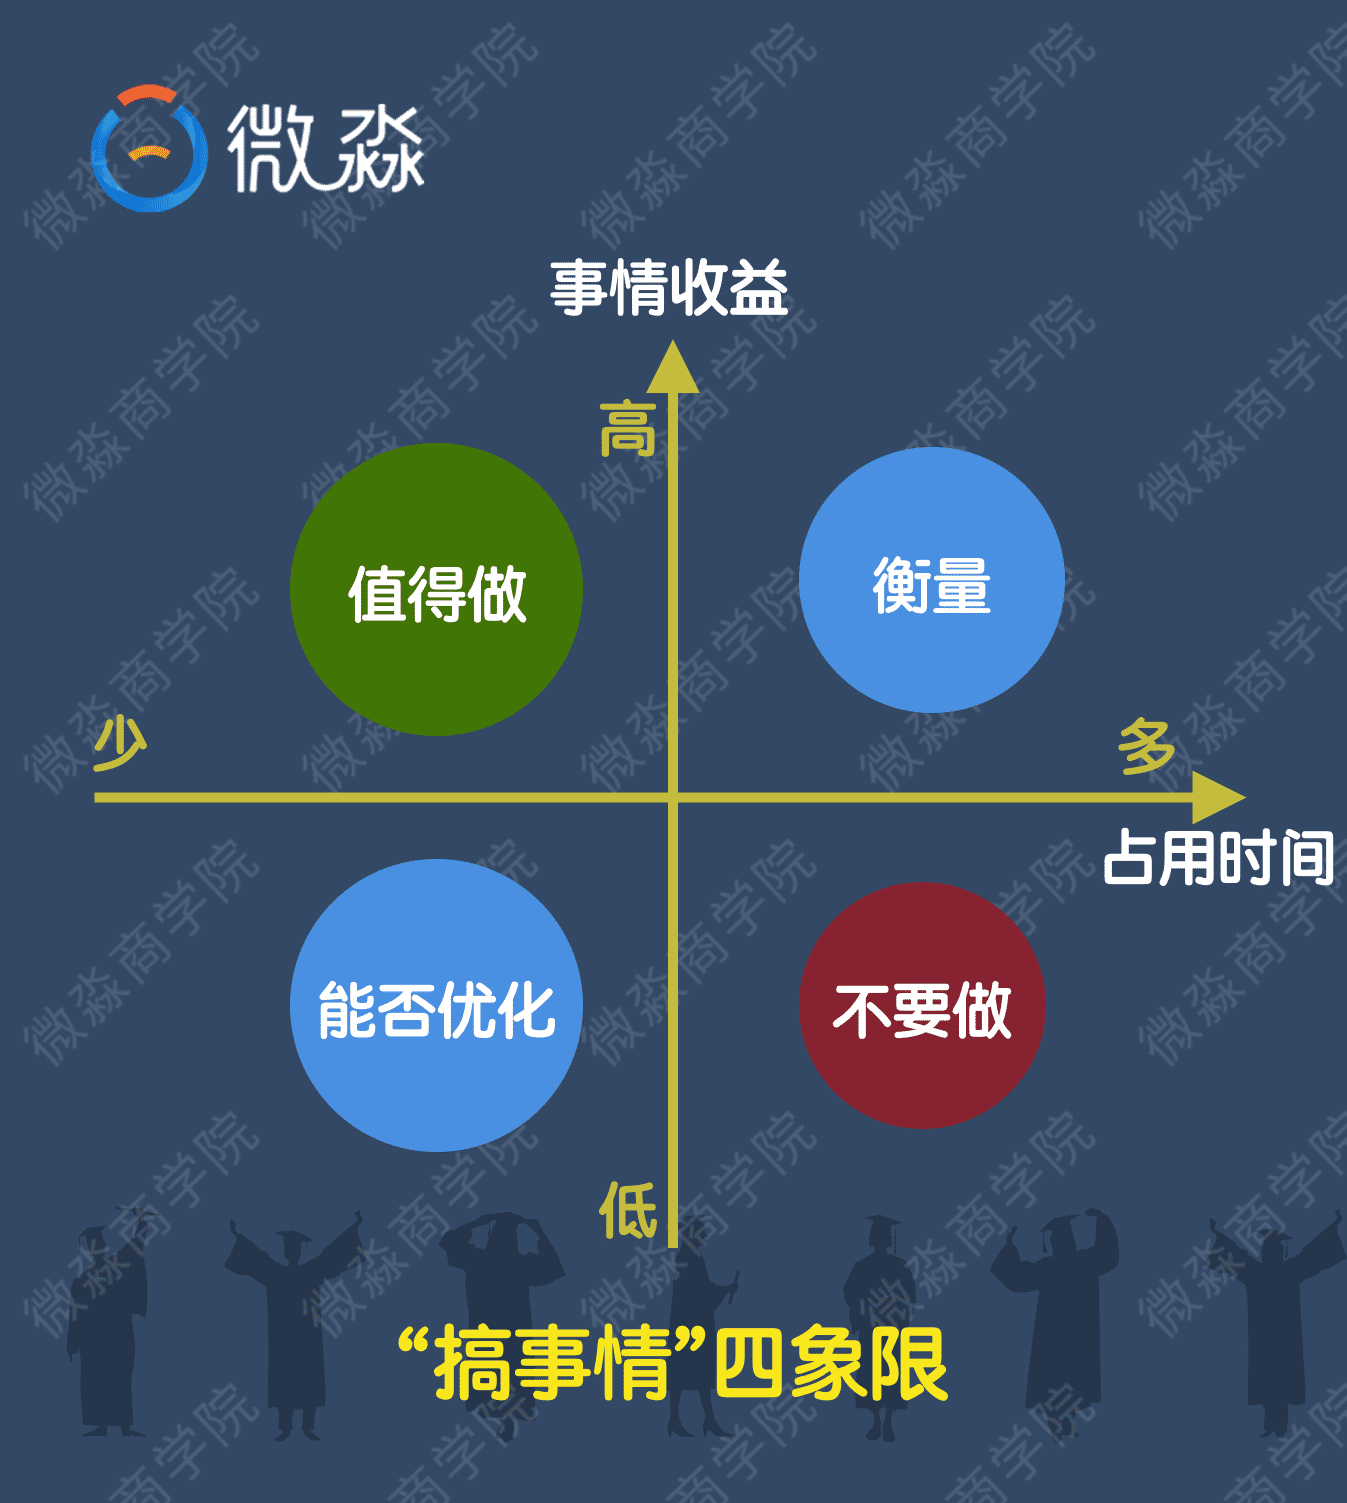 微淼
事情收益
高
值得做
衡量
少
多
占用时间
能否优化
不要做
低
“搞事情”四象限
微淼商学院